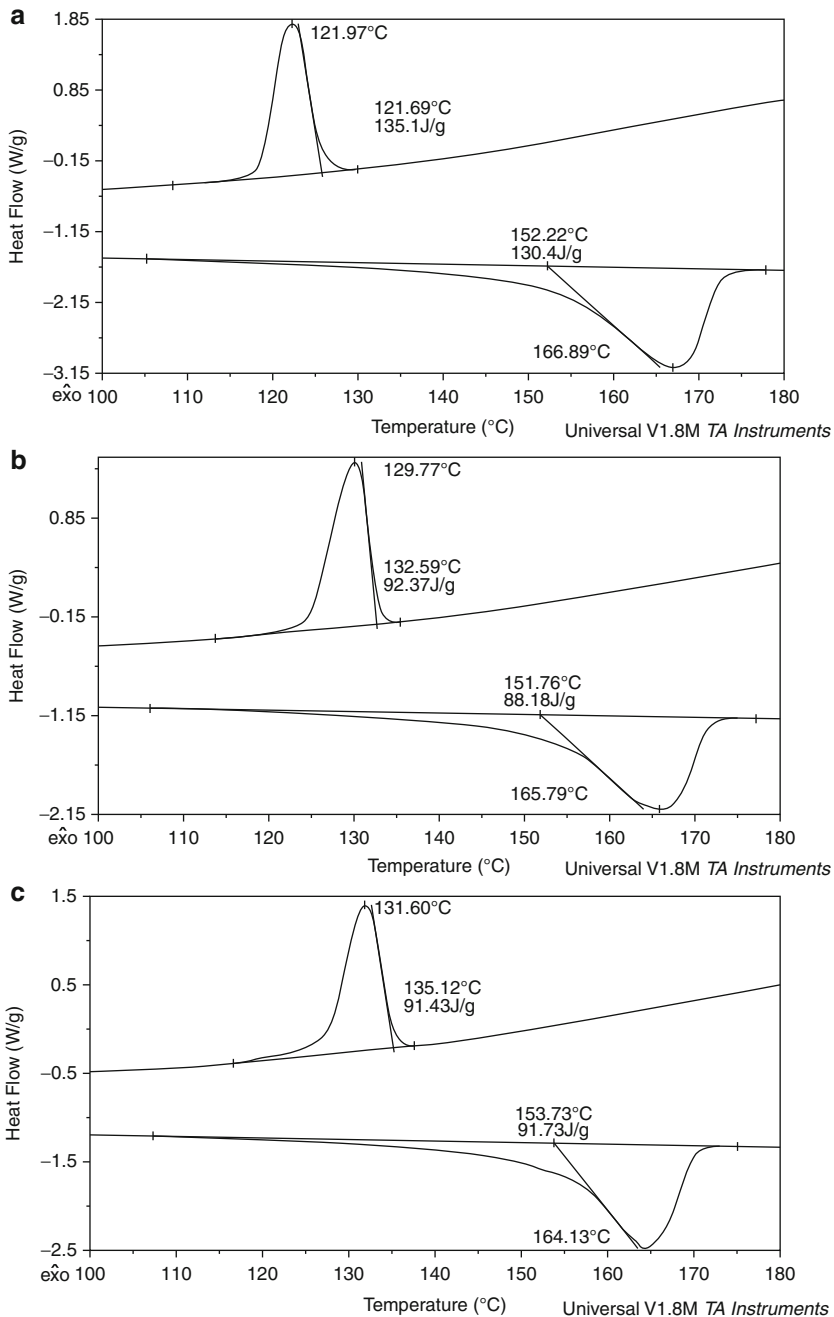 a
1.85
0.85
−0.15
−1.15
−2.15
−3.15
Heat Flow (W/g)
121.97°C
121.69°C
135.1J/g
152.22°C
130.4J/g
166.89°C
exo^
100 110 120 130 140 150 160 170 180
Temperature (°C)
Universal V1.8M TA Instruments
b
0.85
−0.15
−1.15
−2.15
Heat Flow (W/g)
129.77°C
132.59°C
92.37J/g
151.76°C
88.18J/g
165.79°C
exo^
100 110 120 130 140 150 160 170 180
Temperature (°C)
Universal V1.8M TA Instruments
c
1.5
0.5
−0.5
−1.5
−2.5
Heat Flow (W/g)
131.60°C
135.12°C
91.43J/g
153.73°C
91.73J/g
164.13°C
exo^
100 110 120 130 140 150 160 170 180
Temperature (°C)
Universal V1.8M TA Instruments